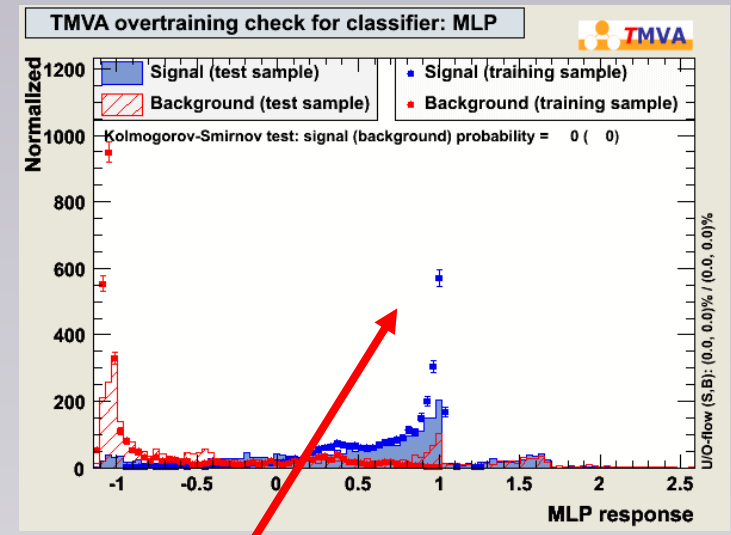 TMVA overtraining check for classifier: MLP
TMVA
Signal (test sample)
Signal (training sample)
Background (test sample)
Background (training sample)
Kolmogorov-Smirnov test: signal (background) probability = 0 ( 0)
Normalized
1200
1000
800
600
400
200
0
-1 -0.5 0 0.5 1 1.5 2 2.5
MLP response
U/O-flow (S,B): (0.0, 0.0)% / (0.0, 0.0)%